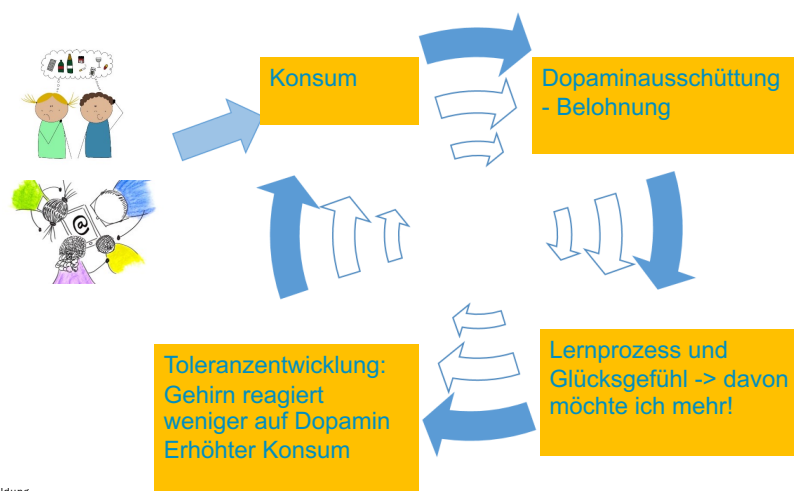 Konsum
Dopaminausschüttung
- Belohnung
@
Lernprozess und
Glücksgefühl -> davon
möchte ich mehr!
Toleranzentwicklung:
Gehirn reagiert
weniger auf Dopamin
Erhöhter Konsum